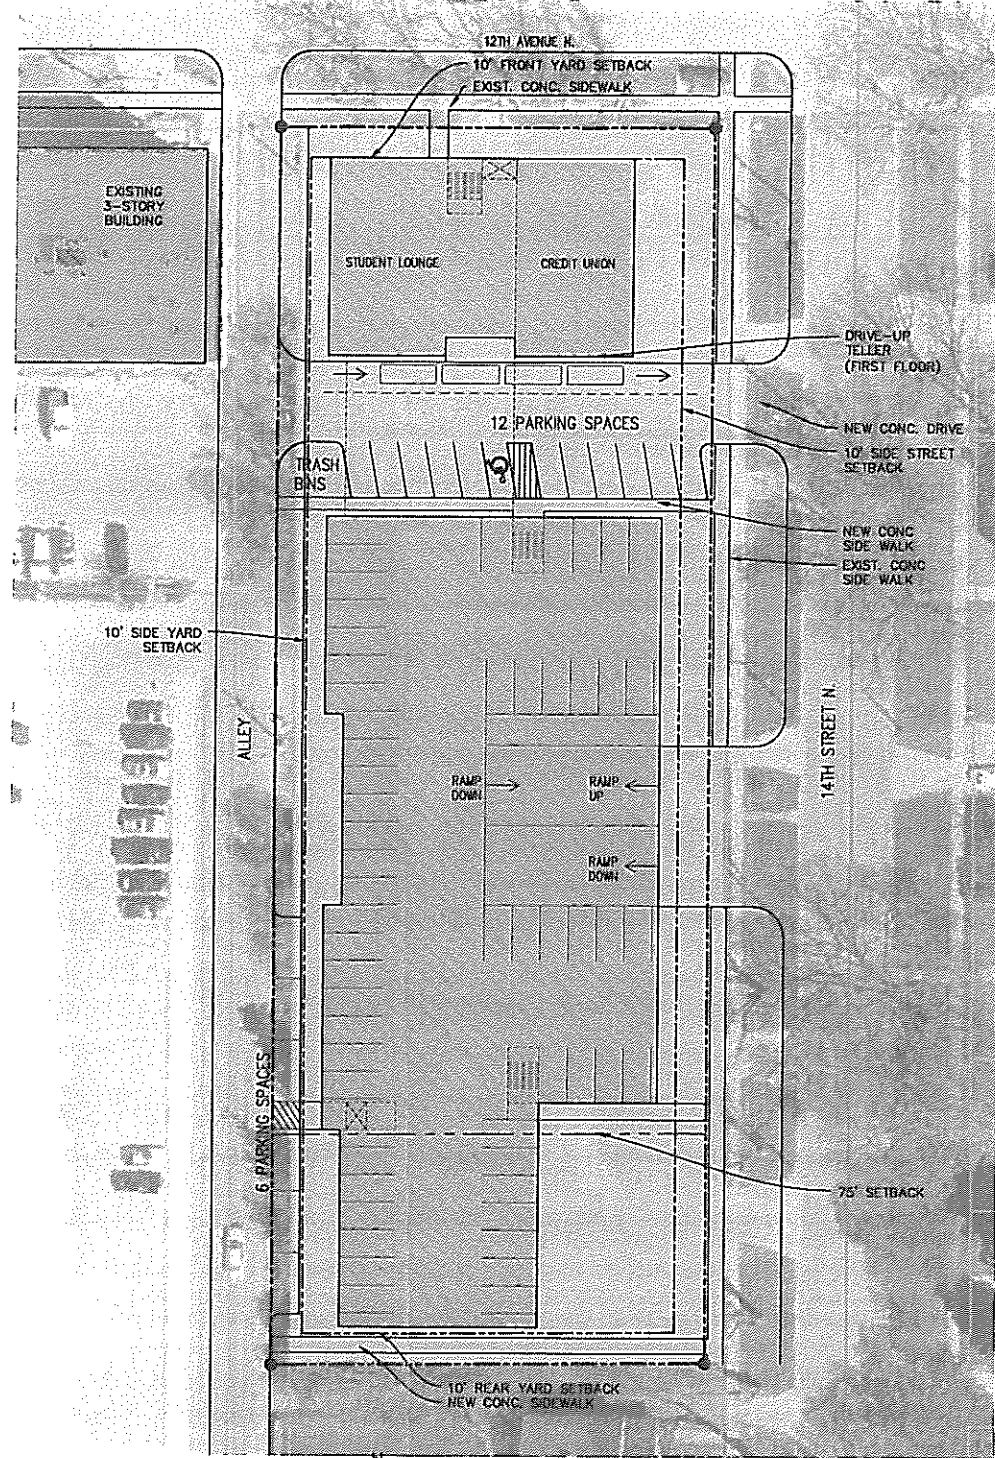 12TH AVENUE N.
10' FRONT YARD SETBACK
EXIST. CONC. SIDEWALK
EXISTING
3-STORY
BUILDING
STUDENT LOUNGE
CREDIT UNION
DRIVE-UP
TELLER
(FIRST FLOOR)
12 PARKING SPACES
NEW CONC. DRIVE
10' SIDE STREET
SETBACK
TRASH
BINS
NEW CONC
SIDE WALK
EXIST. CONC
SIDE WALK
10' SIDE YARD
SETBACK
ALLEY
14TH STREET N.
RAMP
DOWN
RAMP
UP
RAMP
DOWN
6 PARKING SPACES
75' SETBACK
10' REAR YARD SETBACK
NEW CONC. SIDEWALK